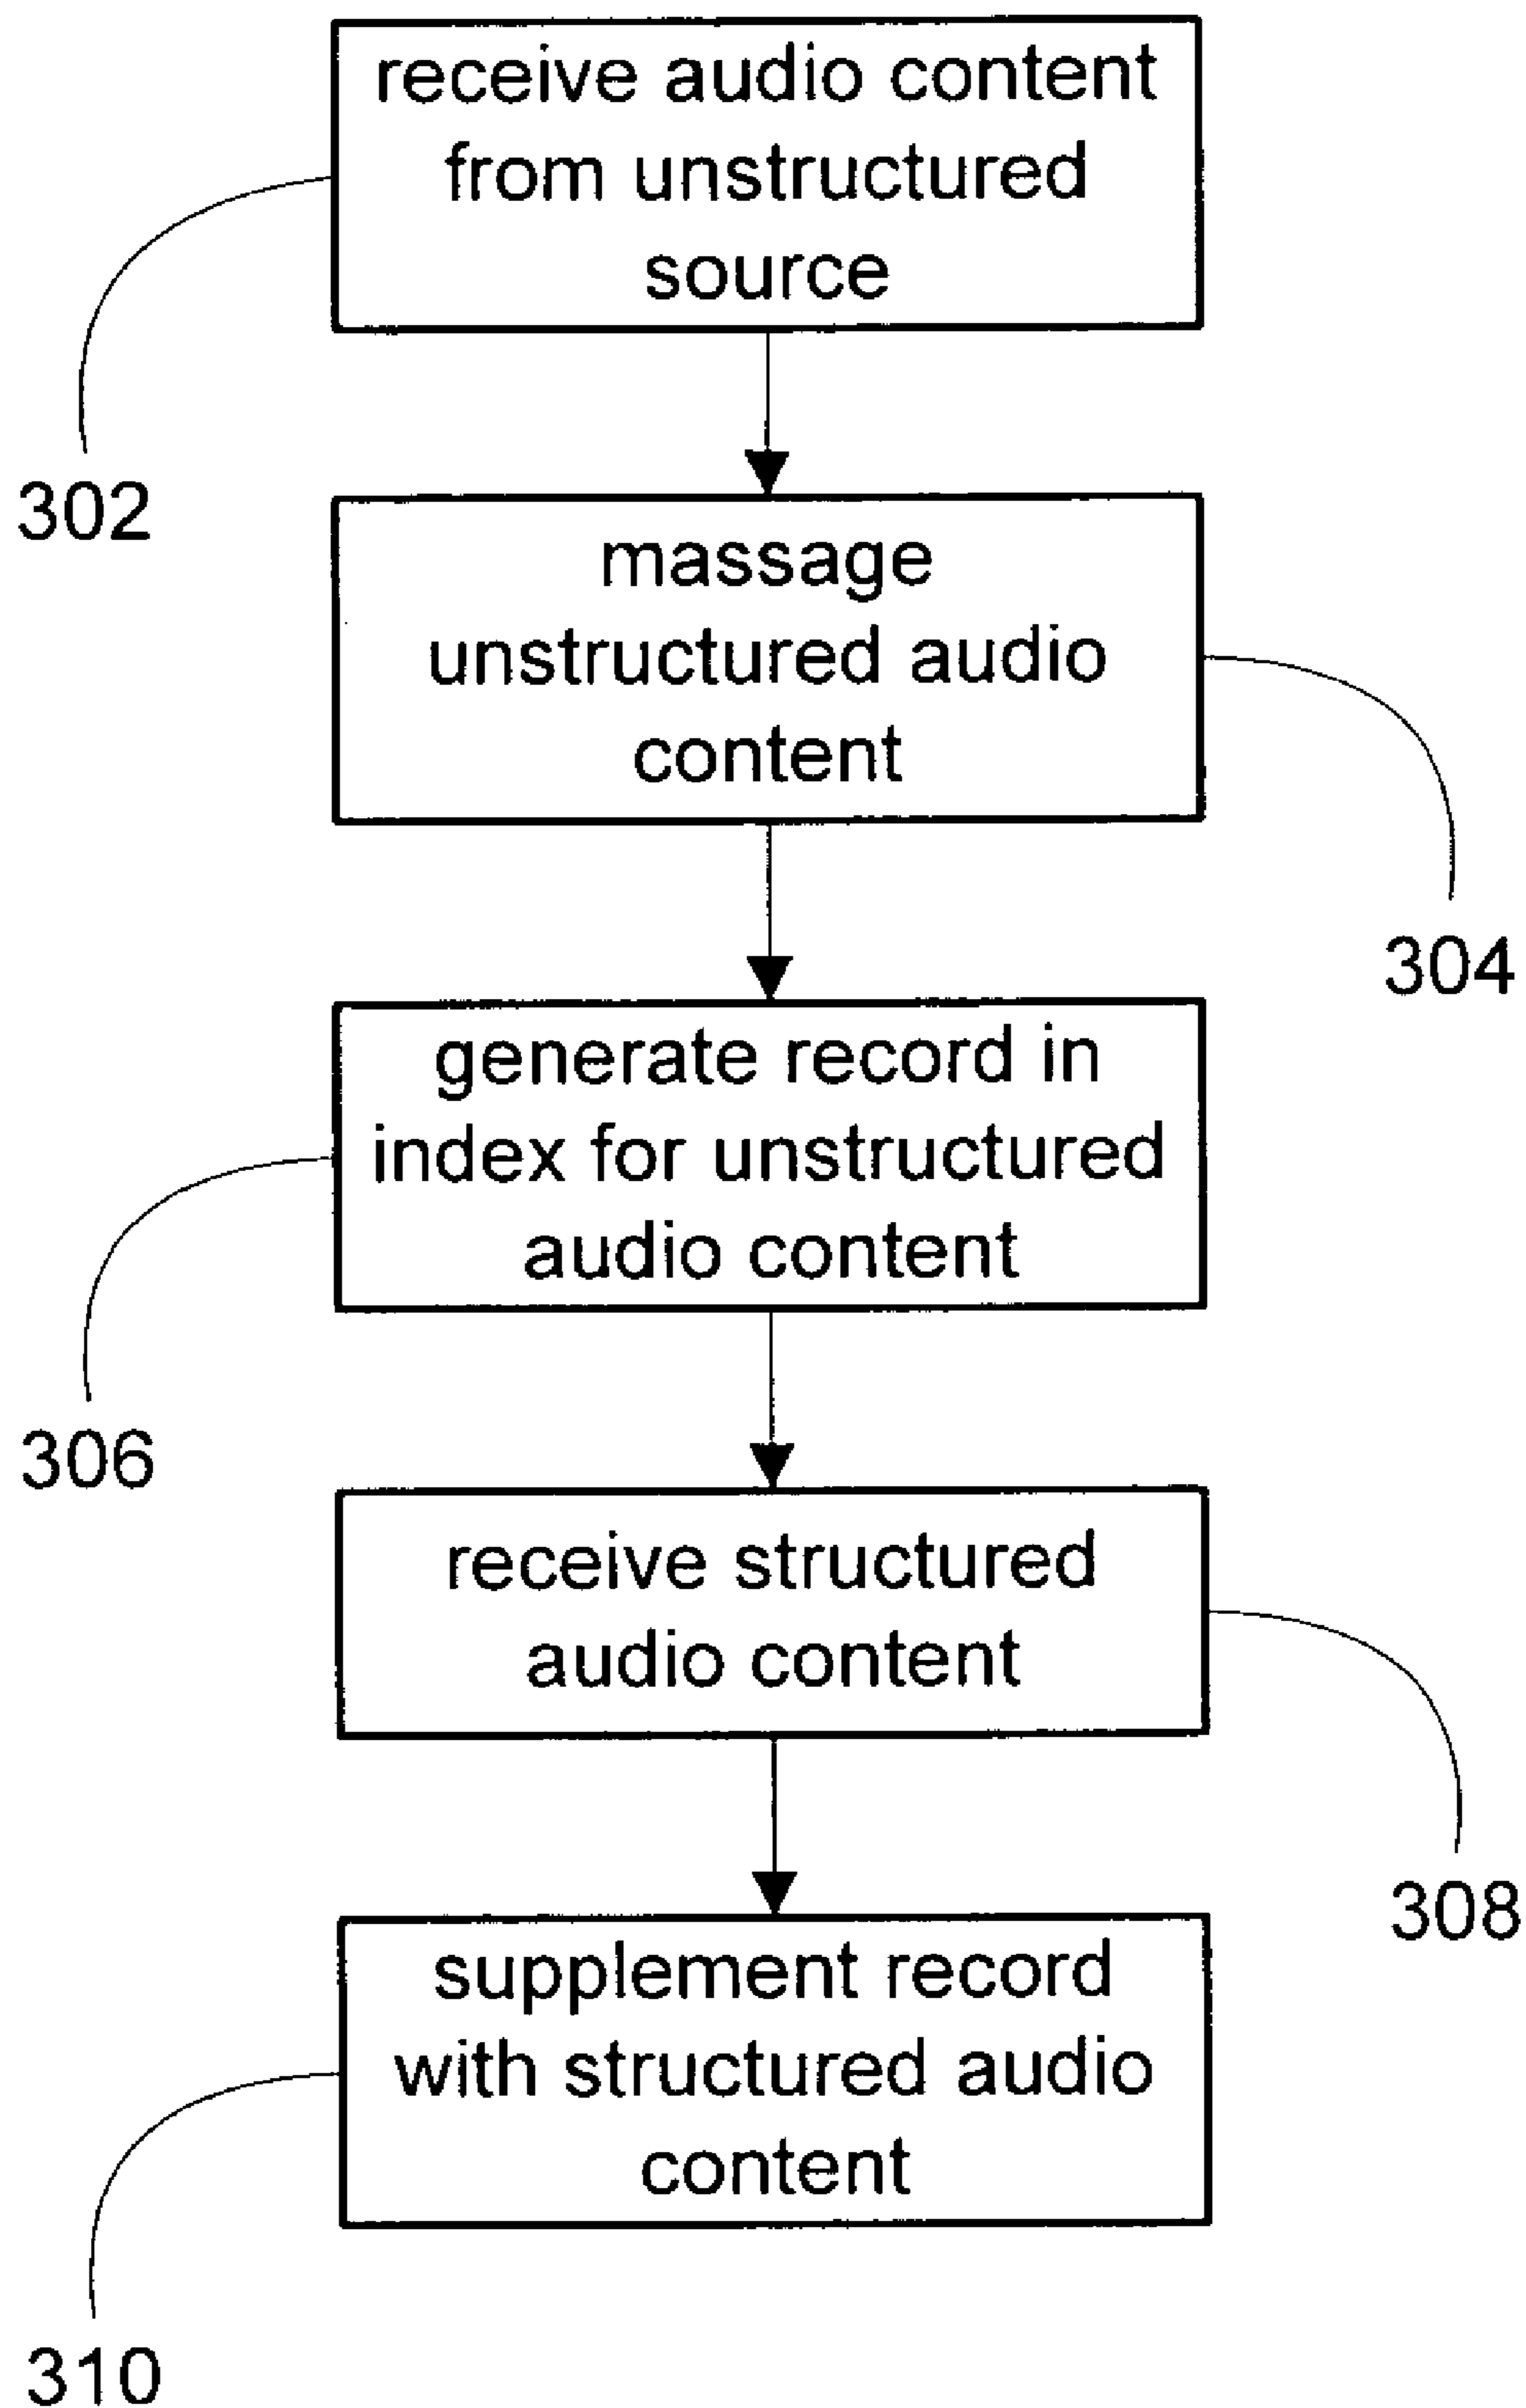 receive audio content
from unstructured
source
302
massage
unstructured audio
content
304
generate record in
index for unstructured
audio content
306
receive structured
audio content
308
supplement record
with structured audio
content
310